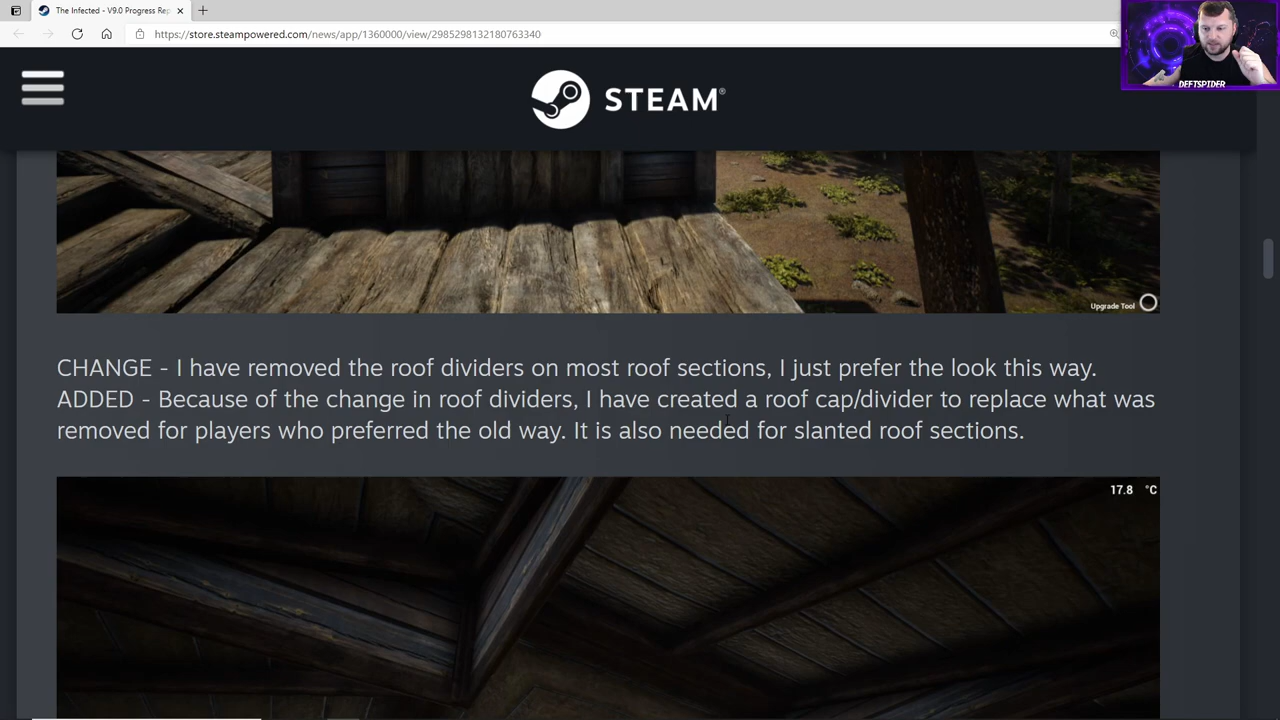 The Infected - V9.0 Progress Rep
https://store.steampowered.com/news/app/1360000/view/2985298132180763340
DEFTSPIDER
STEAM®
Upgrade Tool
CHANGE - I have removed the roof dividers on most roof sections, I just prefer the look this way.
ADDED - Because of the change in roof dividers, I have created a roof cap/divider to replace what was
removed for players who preferred the old way. It is also needed for slanted roof sections.
17.8 °C